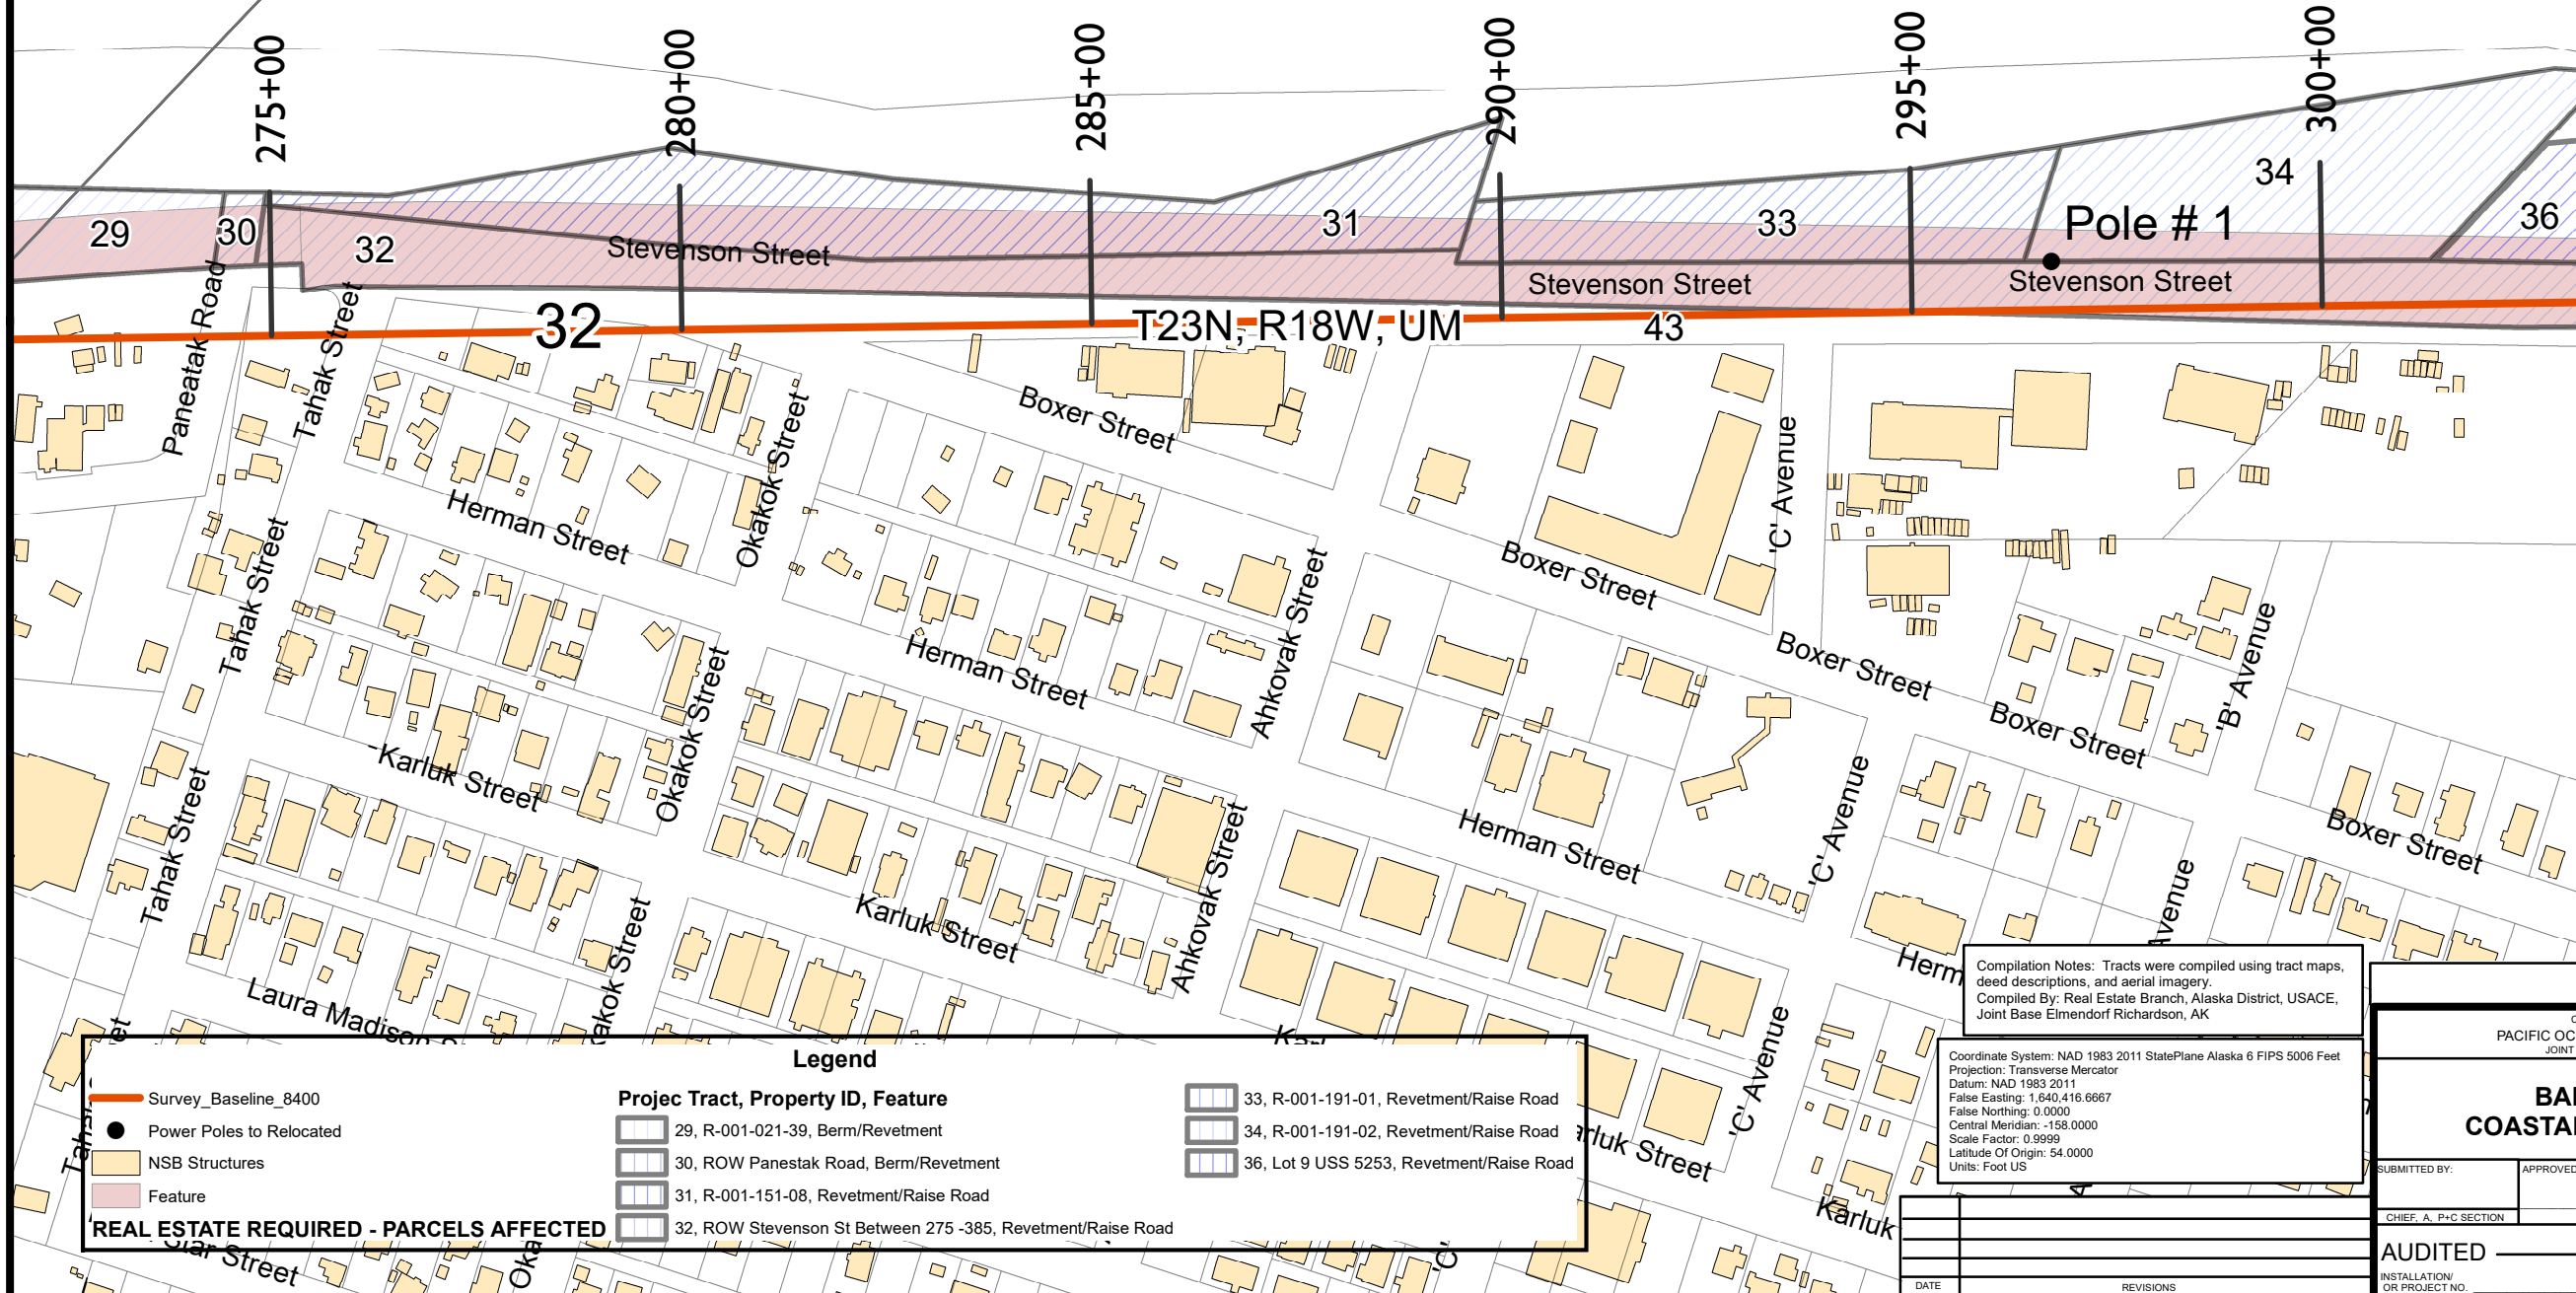 275+00
280+00
285+00
290+00
295+00
300+00
29
30
32
31
33
34
36
Pole # 1
Stevenson Street
Stevenson Street
Stevenson Street
32
T23N, R18W, UM
43
Paneatak Road
Tahak Street
Okakok Street
Boxer Street
'C' Avenue
Herman Street
Boxer Street
Tahak Street
Ahkovak Street
Herman Street
Boxer Street
'B' Avenue
Okakok Street
Boxer Street
Karluk Street
Herman Street
'C' Avenue
Boxer Street
Tahak Street
Ahkovak Street
Karluk Street
Avenue
Herm
Laura Madison
kakok Street
'C' Avenue
arluk Street
Karluk
Star Street
Oka
'C'
Compilation Notes: Tracts were compiled using tract maps,
deed descriptions, and aerial imagery.
Compiled By: Real Estate Branch, Alaska District, USACE,
Joint Base Elmendorf Richardson, AK
Coordinate System: NAD 1983 2011 StatePlane Alaska 6 FIPS 5006 Feet
Projection: Transverse Mercator
Datum: NAD 1983 2011
False Easting: 1,640,416.6667
False Northing: 0.0000
Central Meridian: -158.0000
Scale Factor: 0.9999
Latitude Of Origin: 54.0000
Units: Foot US
Legend
Survey_Baseline_8400
Power Poles to Relocated
NSB Structures
Feature
REAL ESTATE REQUIRED - PARCELS AFFECTED
Projec Tract, Property ID, Feature
29, R-001-021-39, Berm/Revetment
30, ROW Panestak Road, Berm/Revetment
31, R-001-151-08, Revetment/Raise Road
32, ROW Stevenson St Between 275 -385, Revetment/Raise Road
33, R-001-191-01, Revetment/Raise Road
34, R-001-191-02, Revetment/Raise Road
36, Lot 9 USS 5253, Revetment/Raise Road
PACIFIC OC
JOINT
BA
COASTA
SUBMITTED BY:
APPROVED
CHIEF, A, P+C SECTION
AUDITED
INSTALLATION/
OR PROJECT NO.
DATE
REVISIONS